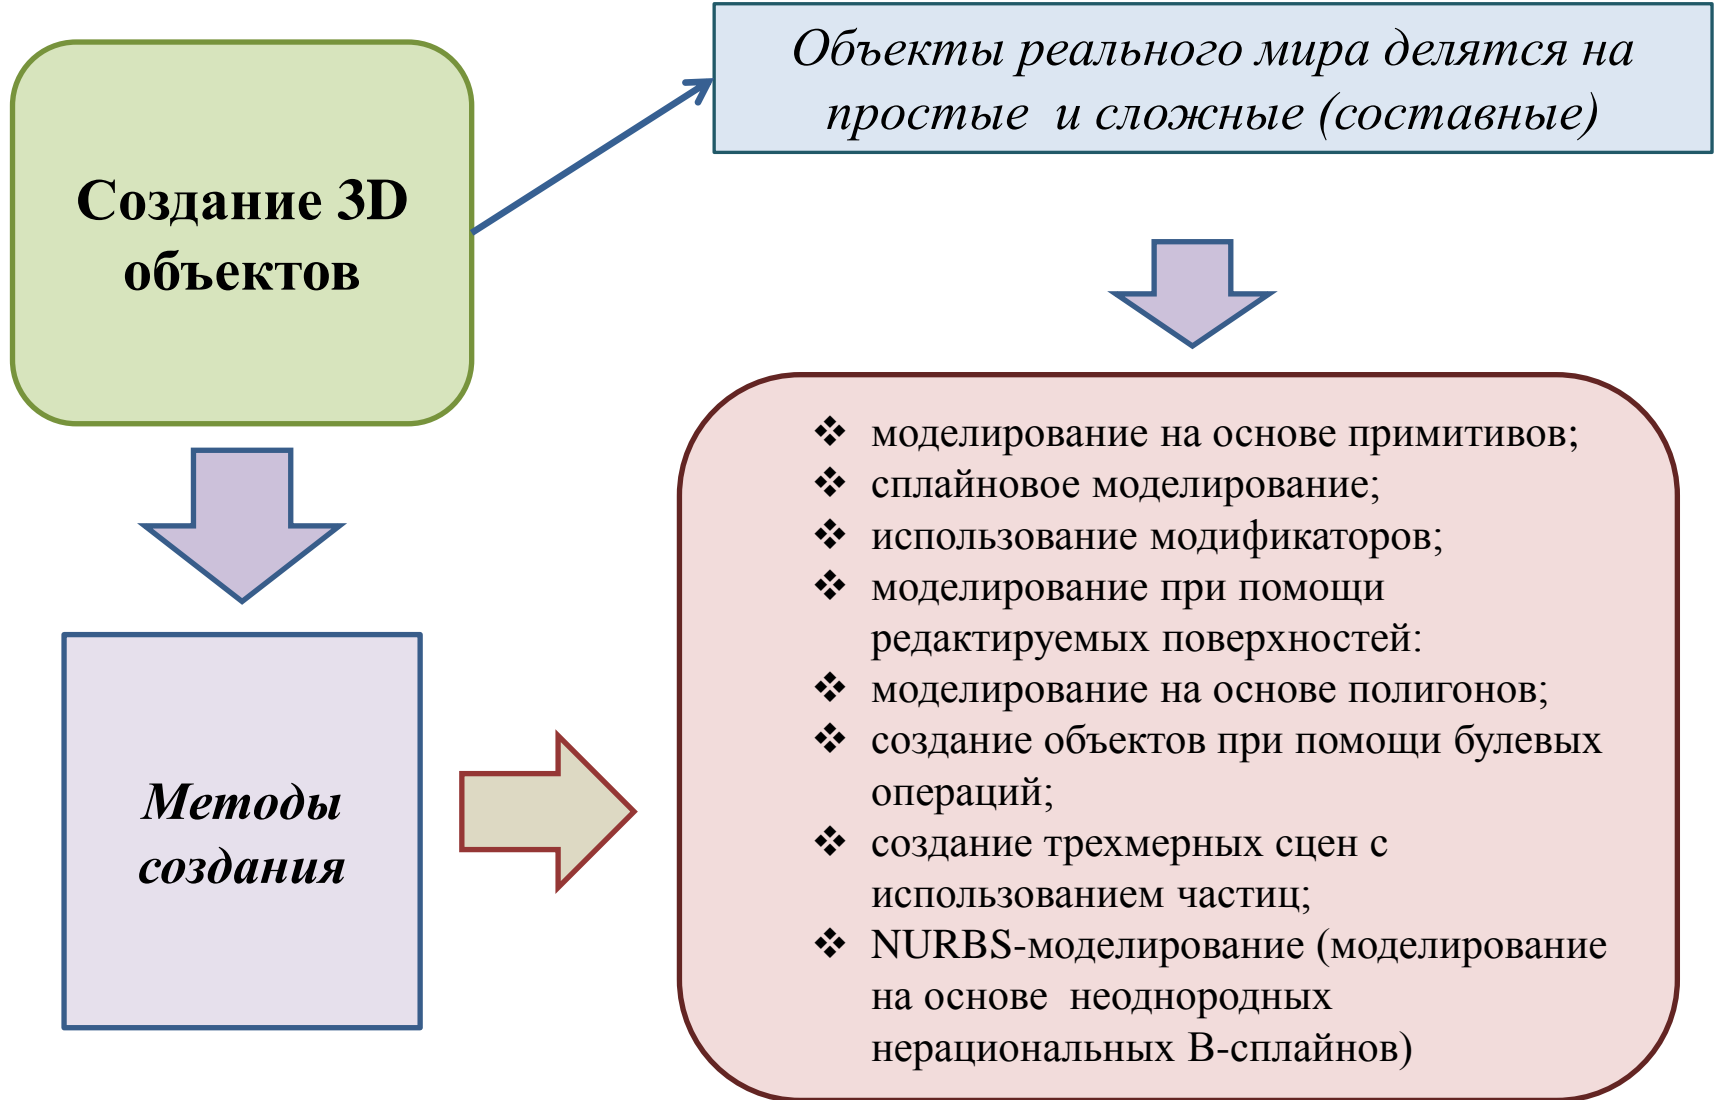 Создание 3D
объектов
Объекты реального мира делятся на
простые и сложные (составные)
Методы
создания
❖ моделирование на основе примитивов;
❖ сплайновое моделирование;
❖ использование модификаторов;
❖ моделирование при помощи
редактируемых поверхностей:
❖ моделирование на основе полигонов;
❖ создание объектов при помощи булевых
операций;
❖ создание трехмерных сцен с
использованием частиц;
❖ NURBS-моделирование (моделирование
на основе неоднородных
нерациональных B-сплайнов)